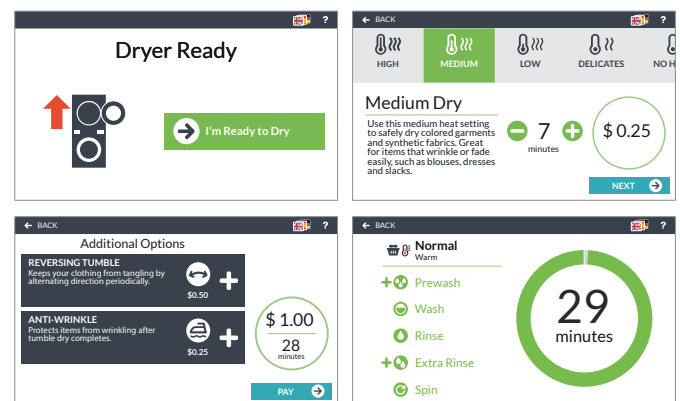 ?
Dryer Ready
I'm Ready to Dry
BACK
?
HIGH
MEDIUM
LOW
DELICATES
NO H
Medium Dry
Use this medium heat setting
to safely dry colored garments
and synthetic fabrics. Great
for items that wrinkle or fade
easily, such as blouses, dresses
and slacks.
7
minutes
$ 0.25
NEXT
BACK
?
Additional Options
REVERSING TUMBLE
Keeps your clothing from tangling by
alternating direction periodically.
$0.50
ANTI-WRINKLE
Protects items from wrinkling after
tumble dry completes.
$0.25
$ 1.00
28
minutes
PAY
BACK
?
Normal
Warm
Prewash
Wash
Rinse
Extra Rinse
Spin
29
minutes